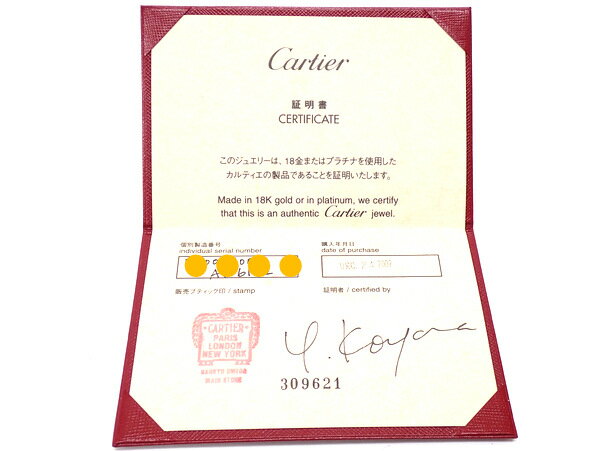 Cartier
証明書
CERTIFICATE
このジュエリーは、18金またはプラチナを使用した
カルティエの製品であることを証明いたします。
Made in 18K gold or in platinum, we certify
that this is an authentic Cartier jewel.
個別製造番号
individual serial number
購入年月日
date of purchase
DEC
販売ブティック印 / stamp
証明者 / certified by
CARTIER
PARIS
LONDON
NEW YORK
Y. Koyama
309621